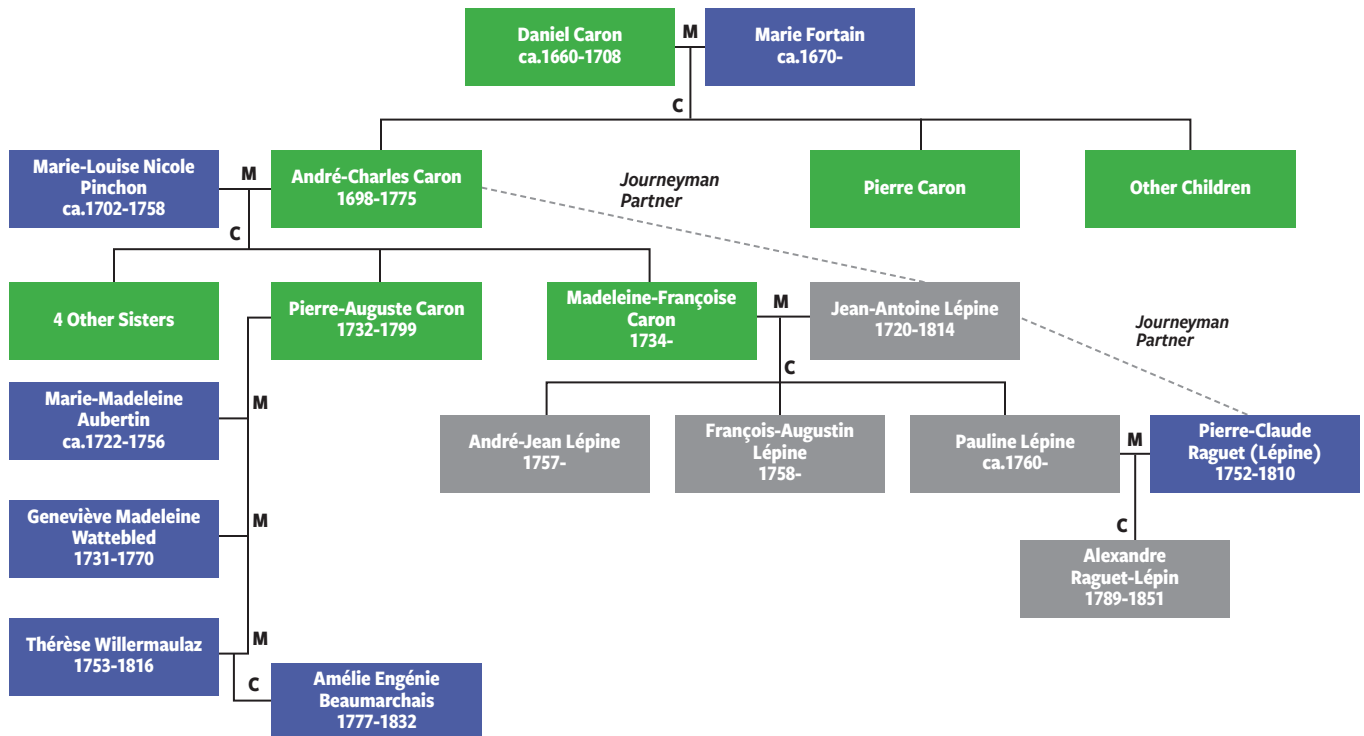 Daniel Caron
ca.1660-1708
M
Marie Fortain
ca.1670-
C
Marie-Louise Nicole
Pinchon
ca.1702-1758
M
André-Charles Caron
1698-1775
Journeyman
Partner
Pierre Caron
Other Children
C
4 Other Sisters
Pierre-Auguste Caron
1732-1799
Madeleine-Françoise
Caron
1734-
M
Jean-Antoine Lépine
1720-1814
Journeyman
Partner
C
Marie-Madeleine
Aubertin
ca.1722-1756
M
André-Jean Lépine
1757-
François-Augustin
Lépine
1758-
Pauline Lépine
ca.1760-
M
Pierre-Claude
Raguet (Lépine)
1752-1810
Geneviève Madeleine
Wattebled
1731-1770
M
C
Alexandre
Raguet-Lépin
1789-1851
Thérèse Willermaulaz
1753-1816
M
C
Amélie Engénie
Beaumarchais
1777-1832